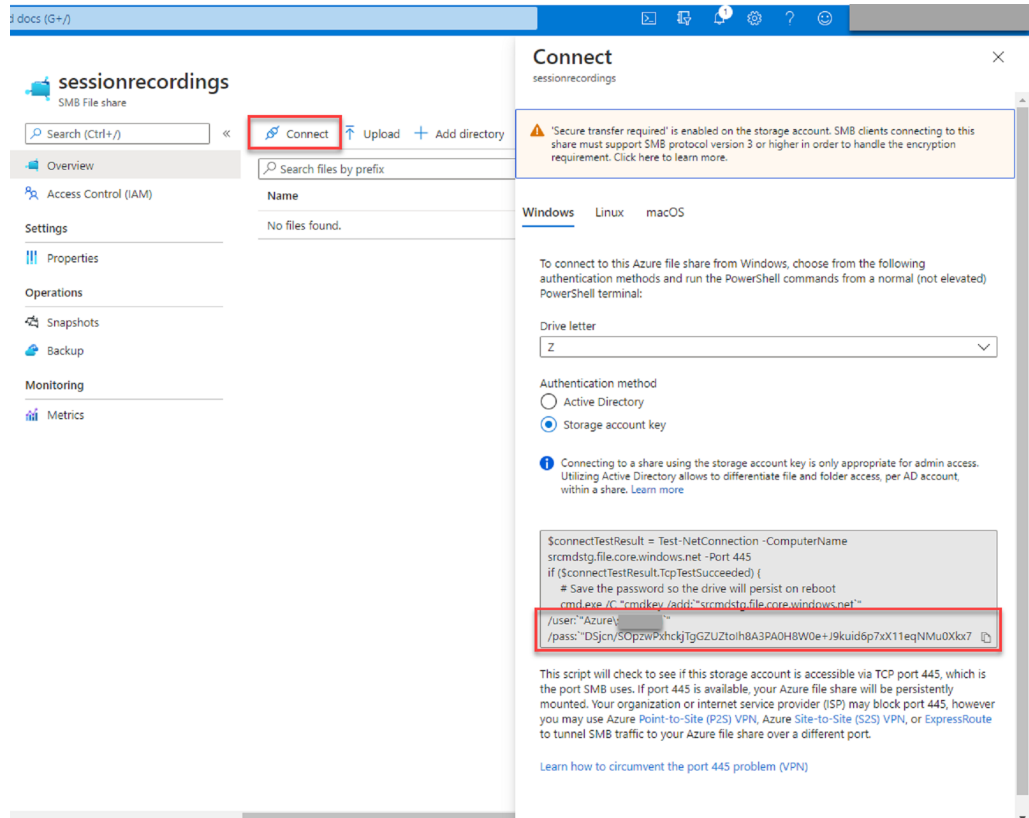 d docs (G+/)
1
sessionrecordings
SMB File share
Search (Ctrl+/)
«
Overview
Access Control (IAM)
Settings
Properties
Operations
Snapshots
Backup
Monitoring
Metrics
Connect
Upload
Add directory
Search files by prefix
Name
No files found.
Connect
sessionrecordings
'Secure transfer required' is enabled on the storage account. SMB clients connecting to this
share must support SMB protocol version 3 or higher in order to handle the encryption
requirement. Click here to learn more.
Windows Linux macOS
To connect to this Azure file share from Windows, choose from the following
authentication methods and run the PowerShell commands from a normal (not elevated)
PowerShell terminal:
Drive letter
Z
Authentication method
Active Directory
Storage account key
Connecting to a share using the storage account key is only appropriate for admin access.
Utilizing Active Directory allows to differentiate file and folder access, per AD account,
within a share. Learn more
$connectTestResult = Test-NetConnection -ComputerName
srcmdstg.file.core.windows.net -Port 445
if ($connectTestResult.TcpTestSucceeded) {
# Save the password so the drive will persist on reboot
cmd.exe /C "cmdkey /add:`"srcmdstg.file.core.windows.net`"
/user:`"Azure\ `"
/pass:`"
This script will check to see if this storage account is accessible via TCP port 445, which is
the port SMB uses. If port 445 is available, your Azure file share will be persistently
mounted. Your organization or internet service provider (ISP) may block port 445, however
you may use Azure Point-to-Site (P2S) VPN, Azure Site-to-Site (S2S) VPN, or ExpressRoute
to tunnel SMB traffic to your Azure file share over a different port.
Learn how to circumvent the port 445 problem (VPN)